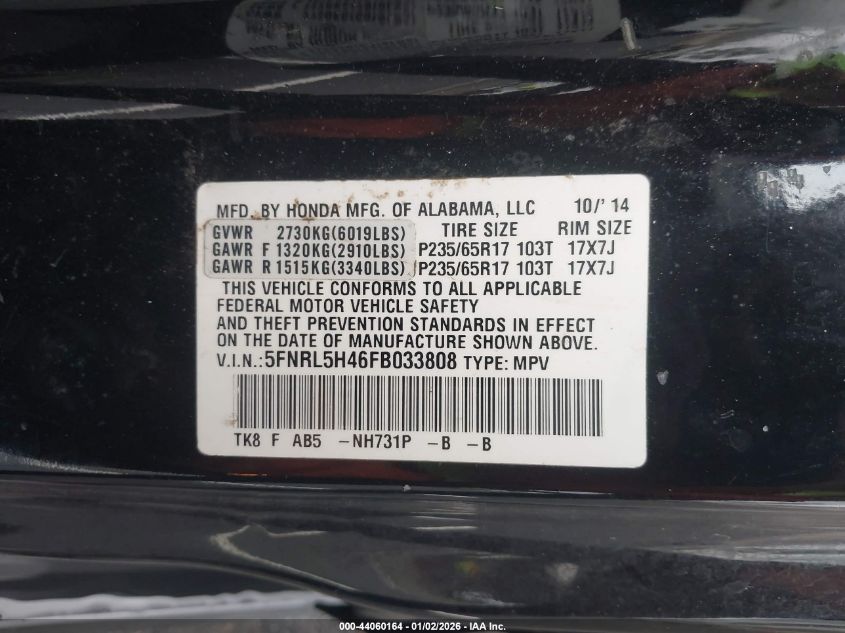 MFD. BY HONDA MFG. OF ALABAMA, LLC 10/'14
GVWR 2730KG(6019LBS) TIRE SIZE RIM SIZE
GAWR F 1320KG(2910LBS) P235/65R17 103T 17X7J
GAWR R 1515KG(3340LBS) P235/65R17 103T 17X7J
THIS VEHICLE CONFORMS TO ALL APPLICABLE
FEDERAL MOTOR VEHICLE SAFETY
AND THEFT PREVENTION STANDARDS IN EFFECT
ON THE DATE OF MANUFACTURE SHOWN ABOVE.
V.I.N.:5FNRL5H46FB033808 TYPE: MPV
TK8 F AB5 -NH731P -B -B
000-44060164 - 01/02/2026 - IAA Inc.